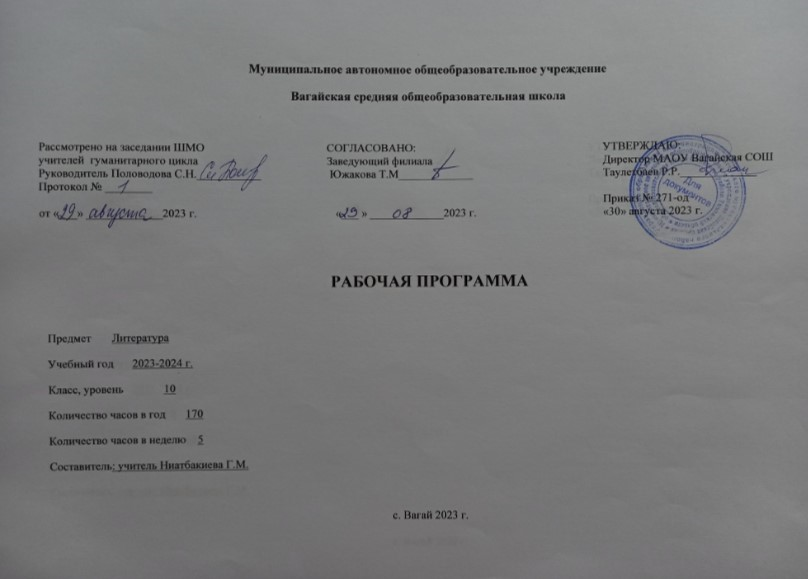 Муниципальное автономное общеобразовательное учреждение
Вагайская средняя общеобразовательная школа
Рассмотрено на заседании ШМО
учителей гуманитарного цикла
Руководитель Половодова С.Н.
Протокол № 1
от «29» августа 2023 г.
СОГЛАСОВАНО:
Заведующий филиала
Южакова Т.М
«29» 08 2023 г.
УТВЕРЖДАЮ:
Директор МАОУ Вагайская СОШ
Таулетбаев Р.Р.
Приказ № 271-од
«30» августа 2023 г.
Для
документов
РАБОЧАЯ ПРОГРАММА
Предмет Литература
Учебный год 2023-2024 г.
Класс, уровень 10
Количество часов в год 170
Количество часов в неделю 5
Составитель: учитель Ниатбакиева Г.М.
с. Вагай 2023 г.